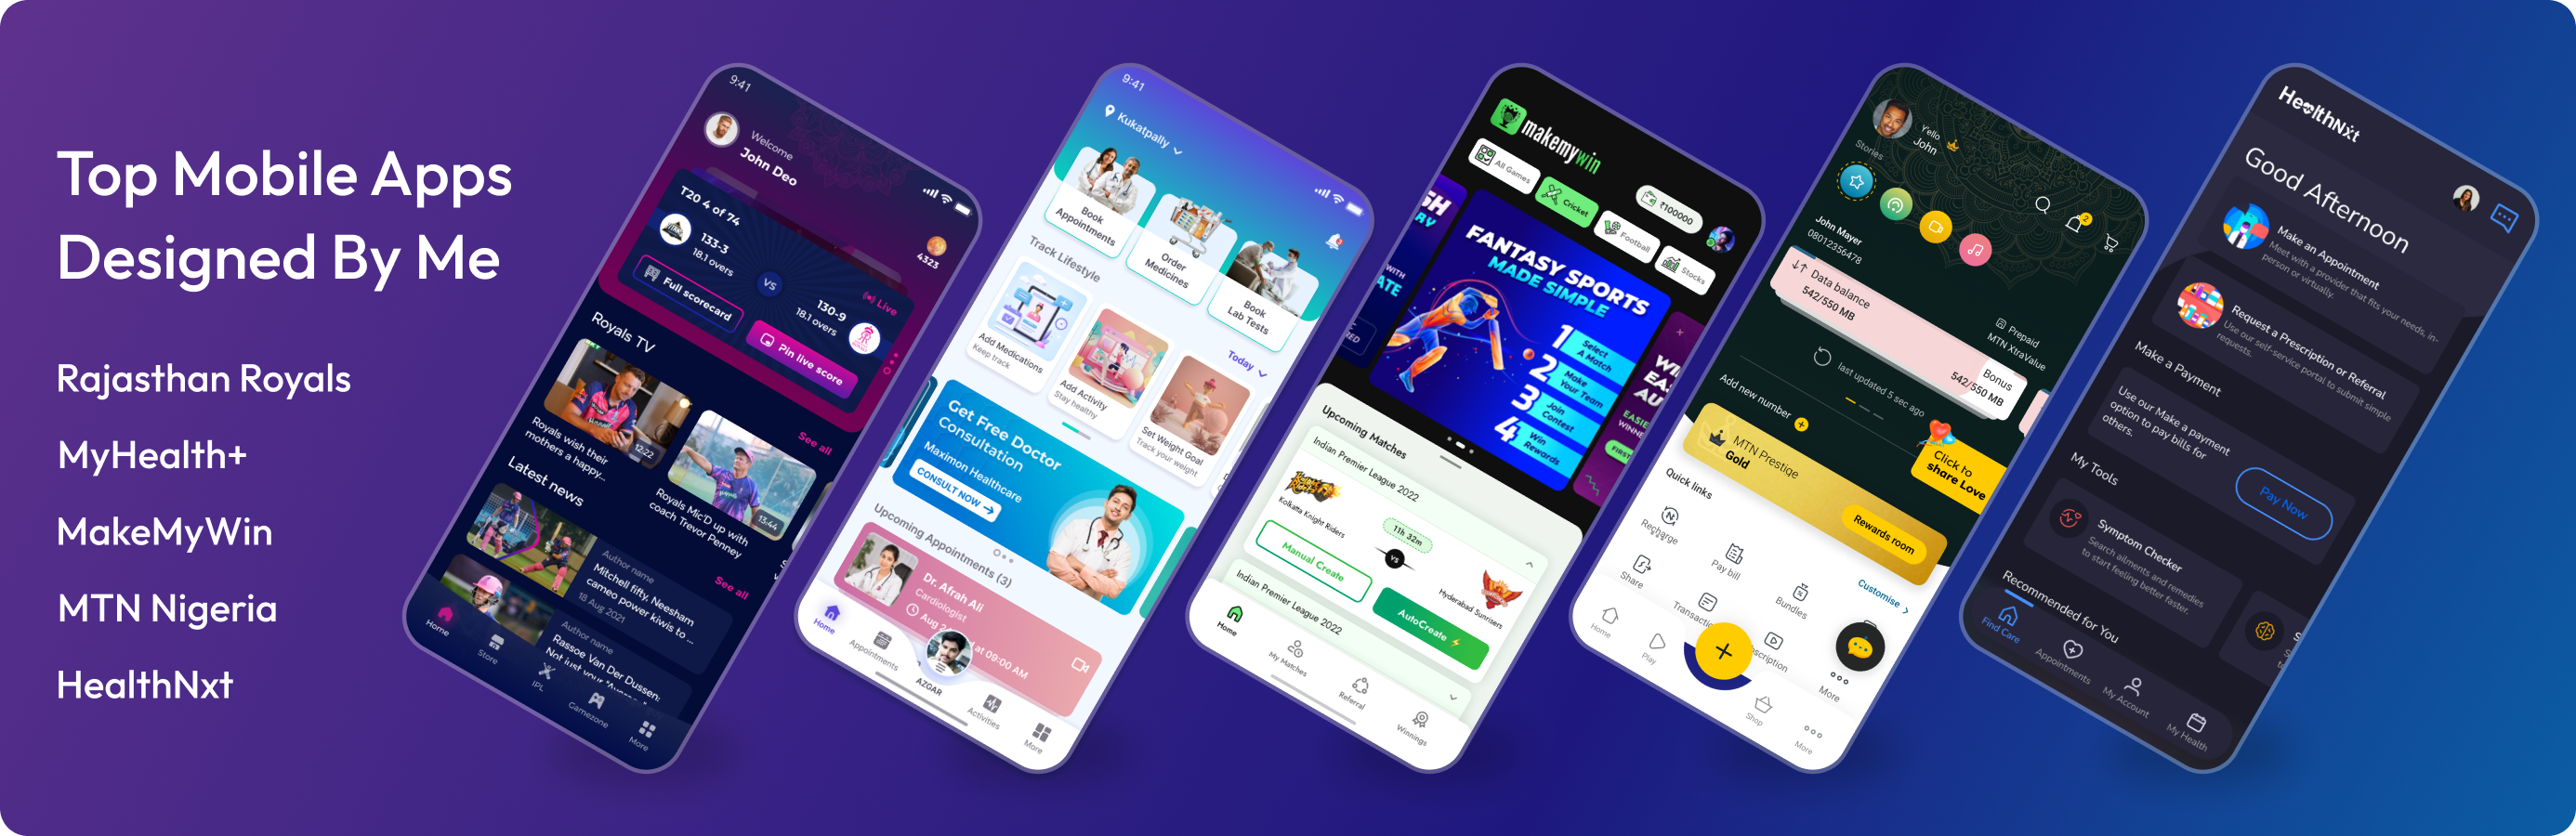 Top Mobile Apps
Designed By Me
Rajasthan Royals
MyHealth+
MakeMyWin
MTN Nigeria
HealthNxt
9:41
Welcome
John Deo
4323
T20 4 of 74
133-3
18.1 overs
VS
Live
130-9
18.1 overs
Full scorecard
Pin live score
Royals TV
See all
12:22
Royals wish their
mothers a happy...
13:44
Royals Mic'D up with
coach Trevor Penney
Latest news
See all
Author name
Mitchell fifty, Neesham
cameo power kiwis to ...
18 Aug 2021
Author name
Rassoe Van Der Dussen:
Home
Store
IPL
Gamezone
More
9:41
Kukatpally
Book
Appointments
Order
Medicines
Book
Lab Tests
Track Lifestyle
Today
Add Medications
Keep track
Add Activity
Stay healthy
Set Weight Goal
Track your weight
Get Free Doctor
Consultation
Maximon Healthcare
CONSULT NOW
Upcoming Appointments (3)
Dr. Afrah Ali
Cardiologist
Aug
at 09:00 AM
Home
Appointments
AZGAR
Activities
More
makemywin
₹100000
All Games
Cricket
Football
Stocks
FANTASY SPORTS
MADE SIMPLE
1 Select
A Match
2 Make
Your Team
3 Join
Contest
4 Win
Rewards
Upcoming Matches
Indian Premier League 2022
Kolkatta Knight Riders
11h 32m
VS
Hyderabad Sunrisers
Manual Create
AutoCreate
Indian Premier League 2022
Home
My Matches
Referral
Winnings
Y'ello
John
2
Stories
John Mayer
08012356478
Prepaid
MTN XtraValue
Data balance
542/550 MB
Bonus
542/550 MB
last updated 5 sec ago
Add new number
Click to
share Love
MTN Prestige
Gold
Rewards room
Quick links
Customise
Recharge
Pay bill
Bundles
Share
More
Home
Play
Shop
More
HealthNxt
Good Afternoon
Make an Appointment
Meet with a provider that fits your needs, in-
person or virtually.
Request a Prescription or Referral
Use our self-service portal to submit simple
requests.
Make a Payment
Use our Make a payment
option to pay bills for
others.
Pay Now
My Tools
Symptom Checker
Search ailments and remedies
to start feeling better faster.
Recommended for You
Find Care
Appointments
My Account
My Health